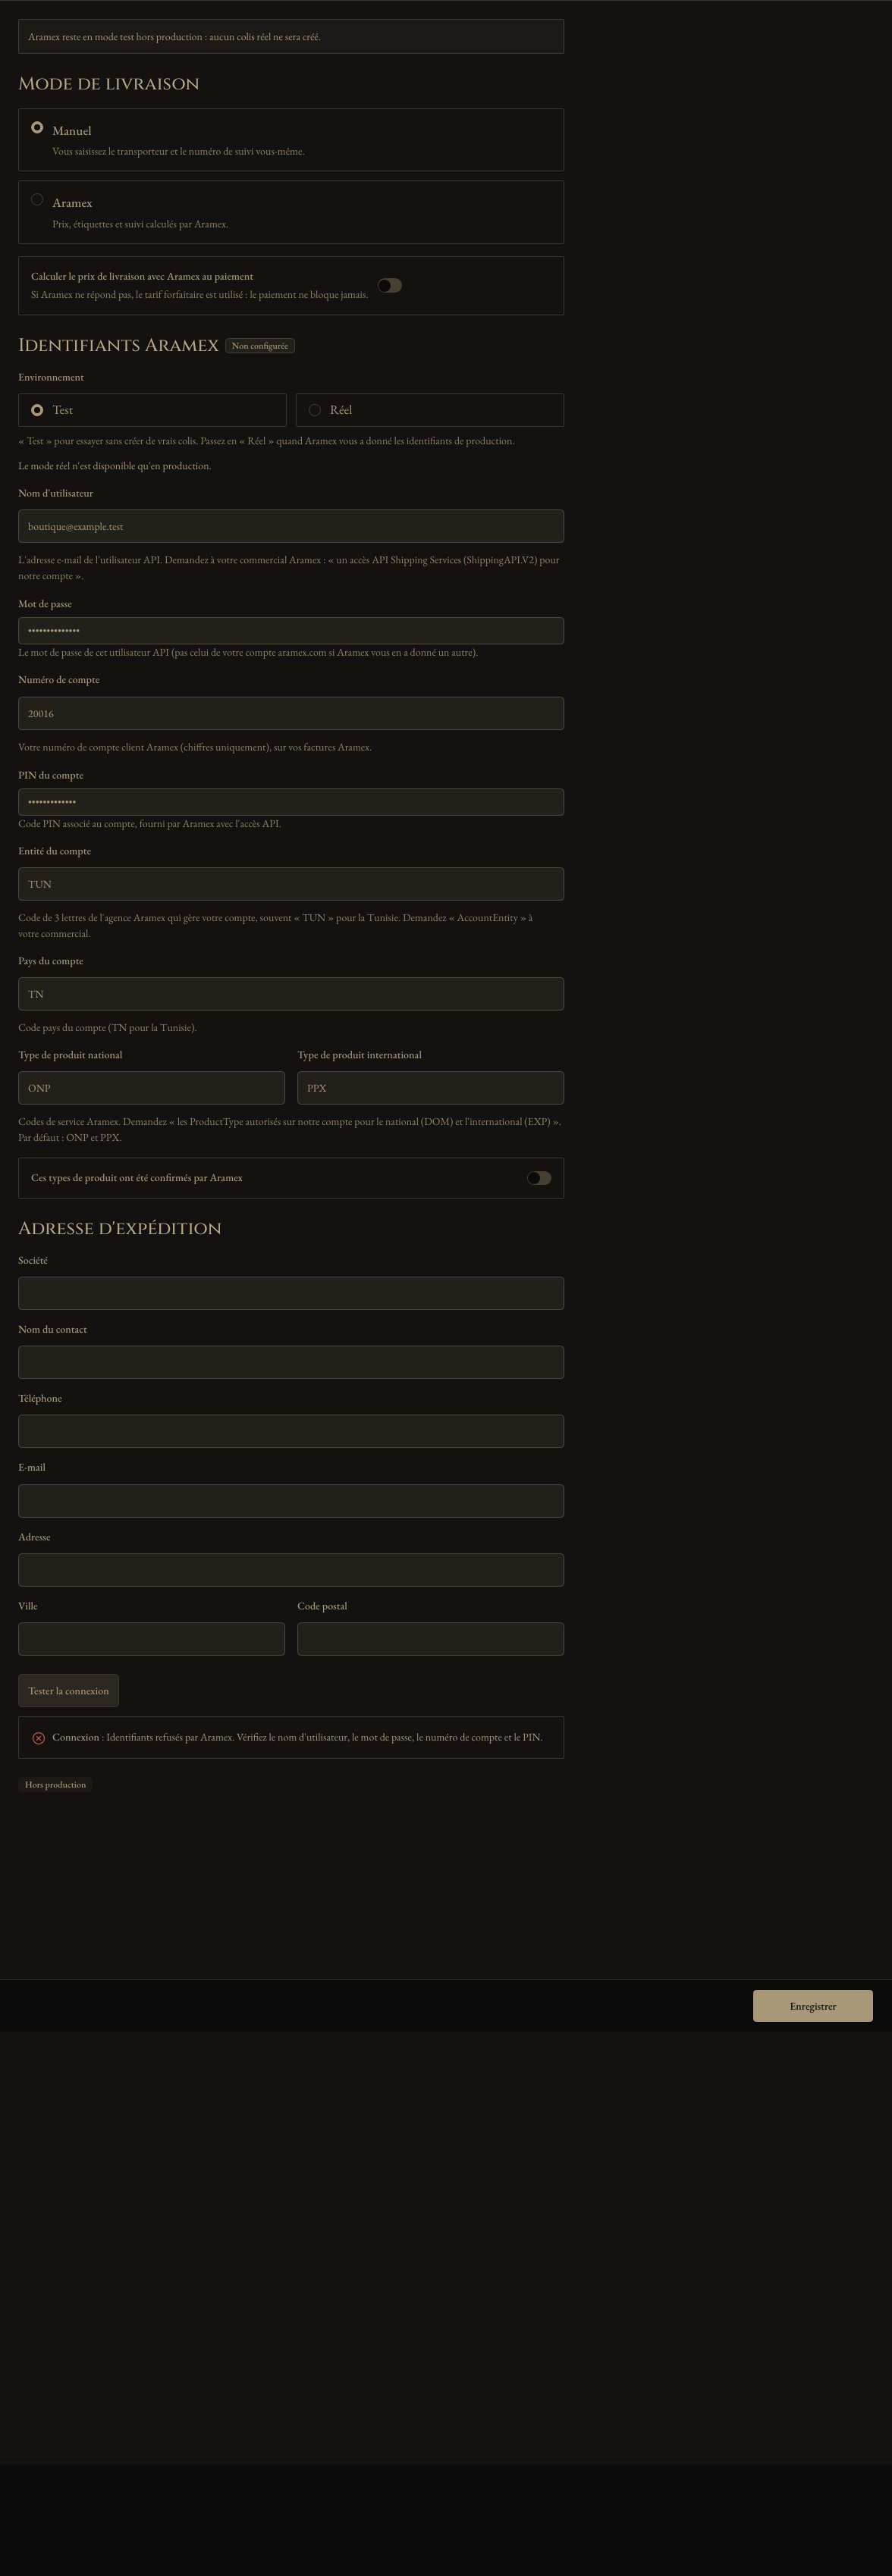 Aramex reste en mode test hors production : aucun colis réel ne sera créé.
Mode de livraison
Manuel
Vous saisissez le transporteur et le numéro de suivi vous-même.
Aramex
Prix, étiquettes et suivi calculés par Aramex.
Calculer le prix de livraison avec Aramex au paiement
Si Aramex ne répond pas, le tarif forfaitaire est utilisé : le paiement ne bloque jamais.
Identifiants Aramex Non configurée
Environnement
Test Réel
« Test » pour essayer sans créer de vrais colis. Passez en « Réel » quand Aramex vous a donné les identifiants de production.
Le mode réel n'est disponible qu'en production.
Nom d'utilisateur
boutique@example.test
L'adresse e-mail de l'utilisateur API. Demandez à votre commercial Aramex : « un accès API Shipping Services (ShippingAPI.V2) pour
notre compte ».
Mot de passe
••••••••••••••
Le mot de passe de cet utilisateur API (pas celui de votre compte aramex.com si Aramex vous en a donné un autre).
Numéro de compte
20016
Votre numéro de compte client Aramex (chiffres uniquement), sur vos factures Aramex.
PIN du compte
•••••••••••••
Code PIN associé au compte, fourni par Aramex avec l'accès API.
Entité du compte
TUN
Code de 3 lettres de l'agence Aramex qui gère votre compte, souvent « TUN » pour la Tunisie. Demandez « AccountEntity » à
votre commercial.
Pays du compte
TN
Code pays du compte (TN pour la Tunisie).
Type de produit national Type de produit international
ONP PPX
Codes de service Aramex. Demandez « les ProductType autorisés sur notre compte pour le national (DOM) et l'international (EXP) ».
Par défaut : ONP et PPX.
Ces types de produit ont été confirmés par Aramex
Adresse d'expédition
Société
Nom du contact
Téléphone
E-mail
Adresse
Ville Code postal
Tester la connexion
Connexion : Identifiants refusés par Aramex. Vérifiez le nom d'utilisateur, le mot de passe, le numéro de compte et le PIN.
Hors production
Enregistrer